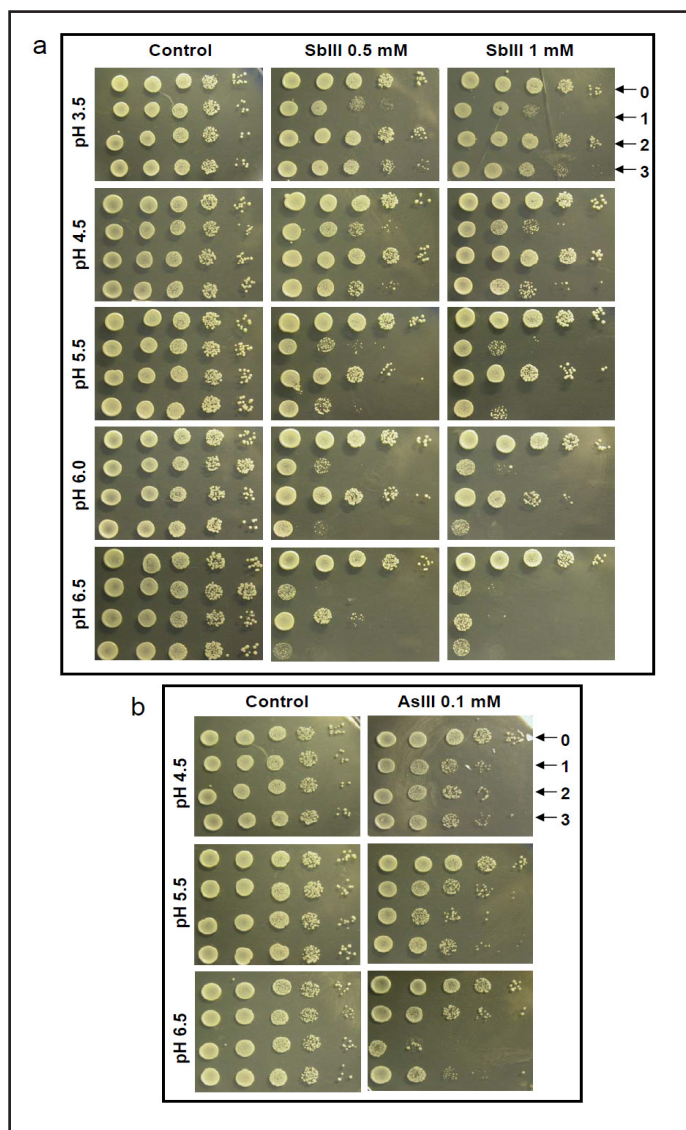 a
Control SbIII 0.5 mM SbIII 1 mM
pH 3.5
0
1
2
3
pH 4.5
pH 5.5
pH 6.0
pH 6.5
b
Control AsIII 0.1 mM
pH 4.5
0
1
2
3
pH 5.5
pH 6.5